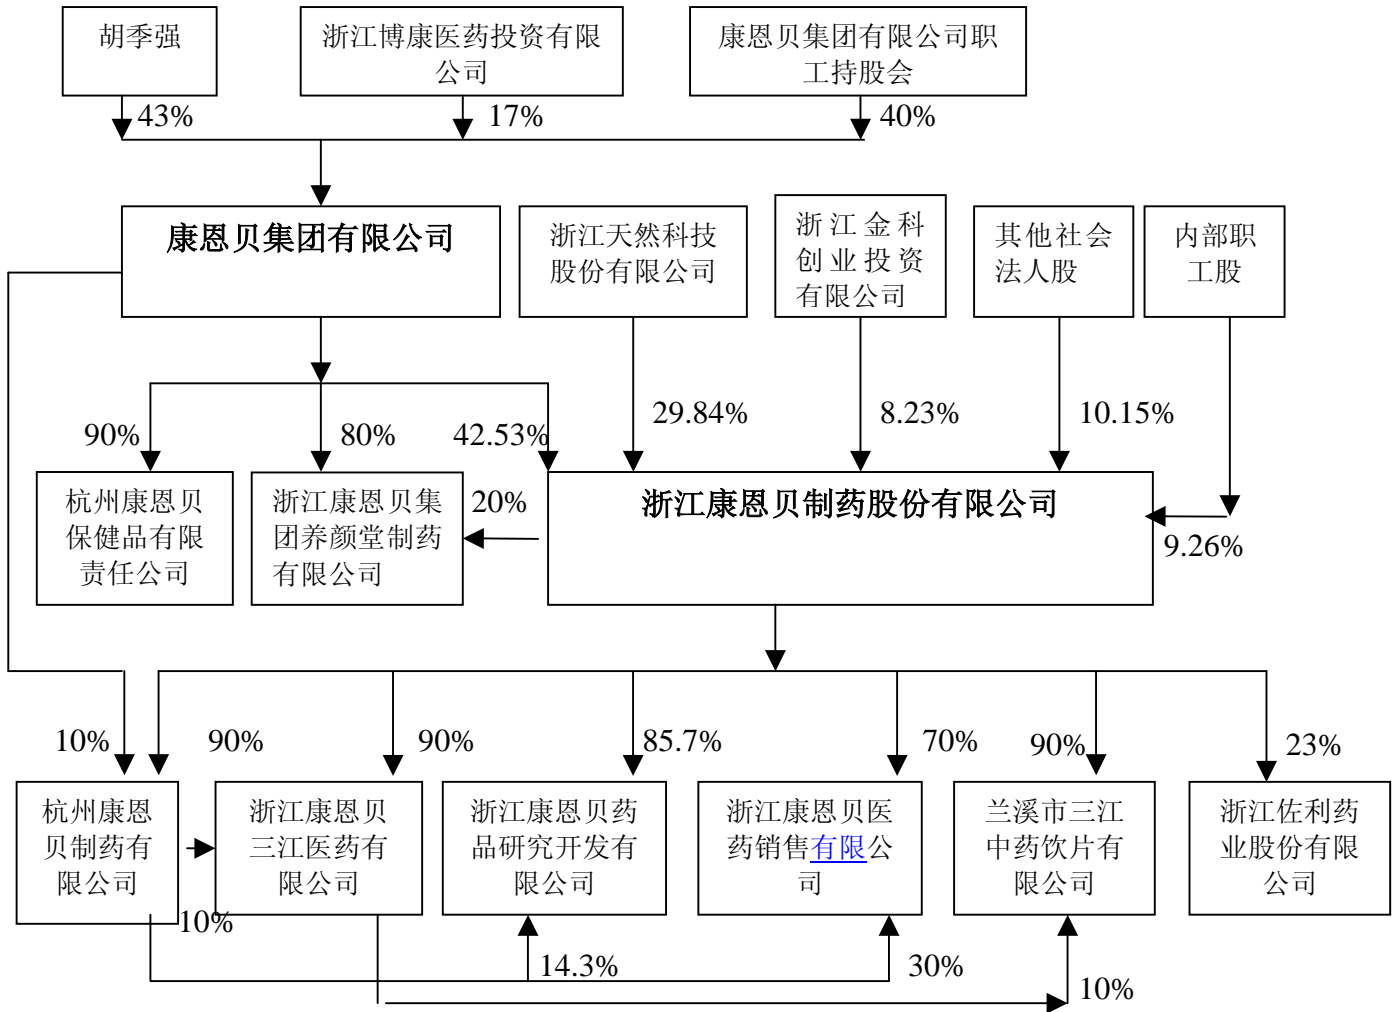 胡季强
浙江博康医药投资有限
公司
康恩贝集团有限公司职
工持股会
43%
17%
40%
康恩贝集团有限公司
浙江天然科技
股份有限公司
浙江金科
创业投资
有限公司
其他社会
法人股
内部职
工股
90%
80%
42.53%
29.84%
8.23%
10.15%
杭州康恩贝
保健品有限
责任公司
浙江康恩贝集
团养颜堂制药
有限公司
20%
浙江康恩贝制药股份有限公司
9.26%
10%
90%
90%
85.7%
70%
90%
23%
杭州康恩
贝制药有
限公司
浙江康恩贝
三江医药有
限公司
浙江康恩贝药
品研究开发有
限公司
浙江康恩贝医
药销售有限公
司
兰溪市三江
中药饮片有
限公司
浙江佐利药
业股份有限
公司
10%
14.3%
30%
10%